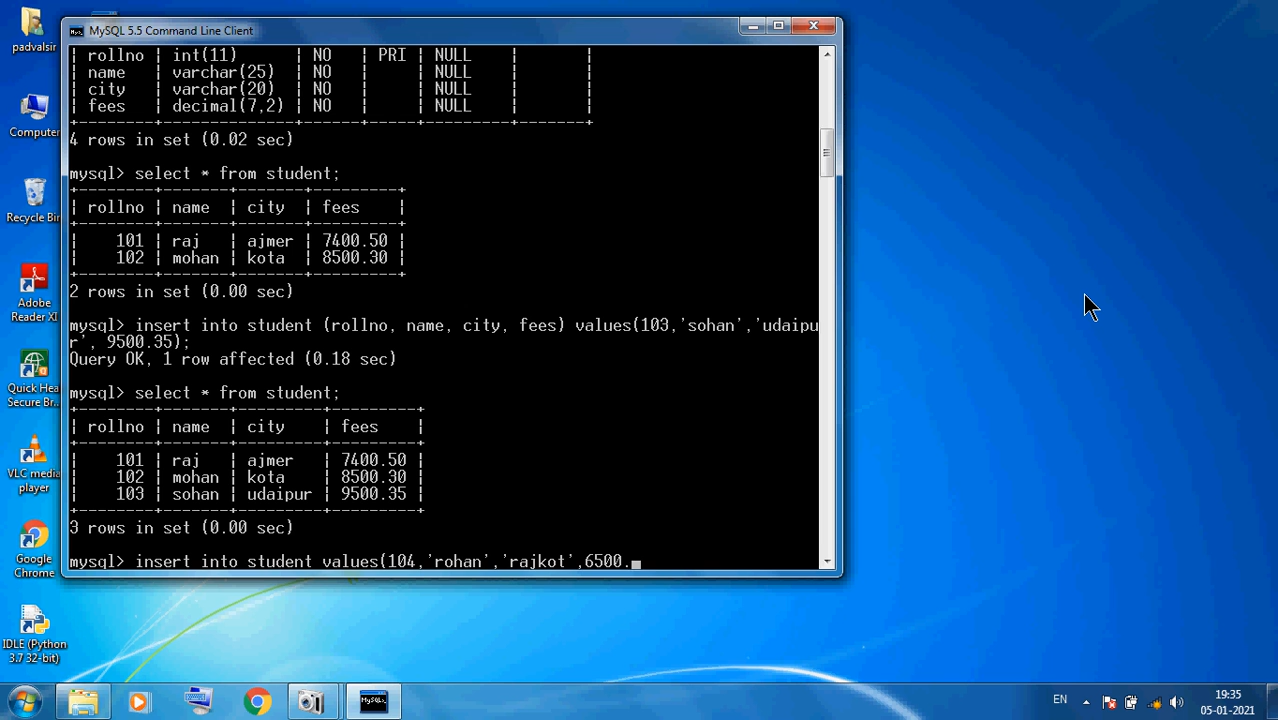 padvalsir
Computer
Recycle Bin
Adobe
Reader XI
Quick Hea
Secure Br...
VLC media
player
Google
Chrome
IDLE (Python
3.7 32-bit)
MySQL 5.5 Command Line Client
| rollno | int(11)      | NO   | PRI | NULL    |       |
| name   | varchar(25)  | NO   |     | NULL    |       |
| city   | varchar(20)  | NO   |     | NULL    |       |
| fees   | decimal(7,2) | NO   |     | NULL    |       |
+--------+--------------+------+-----+---------+-------+
4 rows in set (0.02 sec)
mysql> select * from student;
+--------+-------+-------+---------+
| rollno | name  | city  | fees    |
+--------+-------+-------+---------+
|    101 | raj   | ajmer | 7400.50 |
|    102 | mohan | kota  | 8500.30 |
+--------+-------+-------+---------+
2 rows in set (0.00 sec)
mysql> insert into student (rollno, name, city, fees) values(103,'sohan','udaipu
r', 9500.35);
Query OK, 1 row affected (0.18 sec)
mysql> select * from student;
+--------+-------+---------+---------+
| rollno | name  | city    | fees    |
+--------+-------+---------+---------+
|    101 | raj   | ajmer   | 7400.50 |
|    102 | mohan | kota    | 8500.30 |
|    103 | sohan | udaipur | 9500.35 |
+--------+-------+---------+---------+
3 rows in set (0.00 sec)
mysql> insert into student values(104,'rohan','rajkot',6500.
MySQL
EN
19:35
05-01-2021